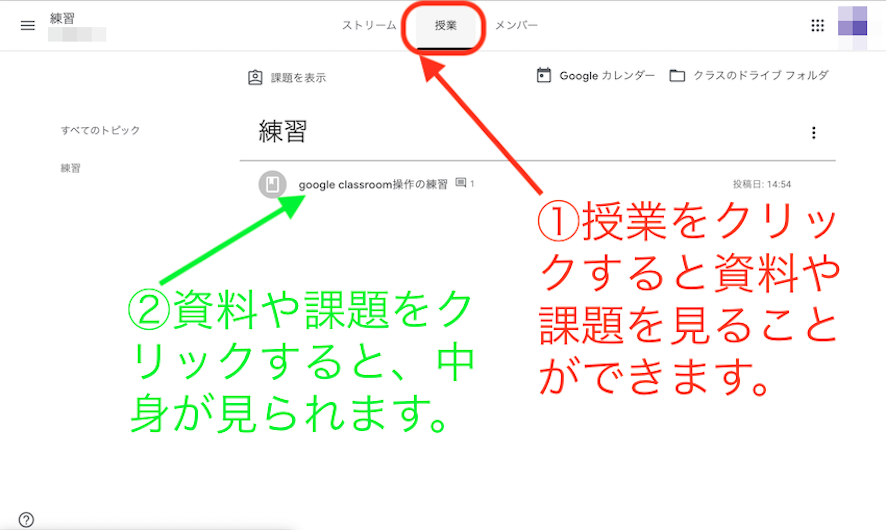 練習
ストリーム
授業
メンバー
課題を表示
Google カレンダー
クラスのドライブ フォルダ
すべてのトピック
練習
練習
google classroom操作の練習
1
投稿日: 14:54
①授業をクリッ
クすると資料や
課題を見ること
ができます。
②資料や課題をク
リックすると、中
身が見られます。